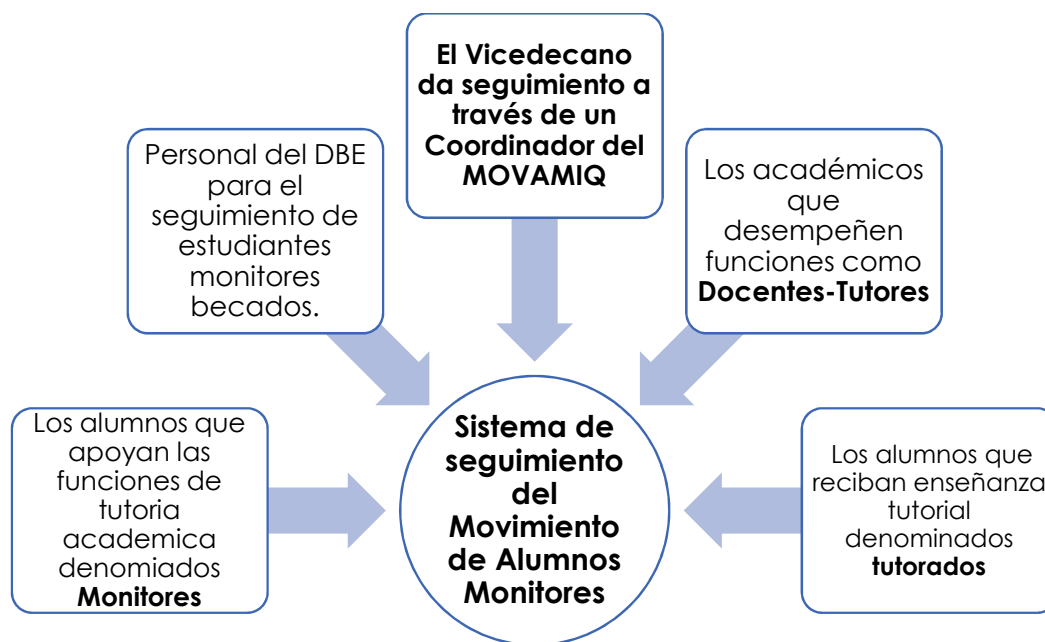 El Vicedecano
da seguimiento a
través de un
Coordinador del
MOVAMIQ
Personal del DBE
para el
seguimiento de
estudiantes
monitores
becados.
Los académicos
que
desempeñen
funciones como
Docentes-Tutores
Los alumnos que
apoyan las
funciones de
tutoria
academica
denomiados
Monitores
Sistema de
seguimiento
del
Movimiento
de Alumnos
Monitores
Los alumnos que
reciban enseñanza
tutorial
denominados
tutorados